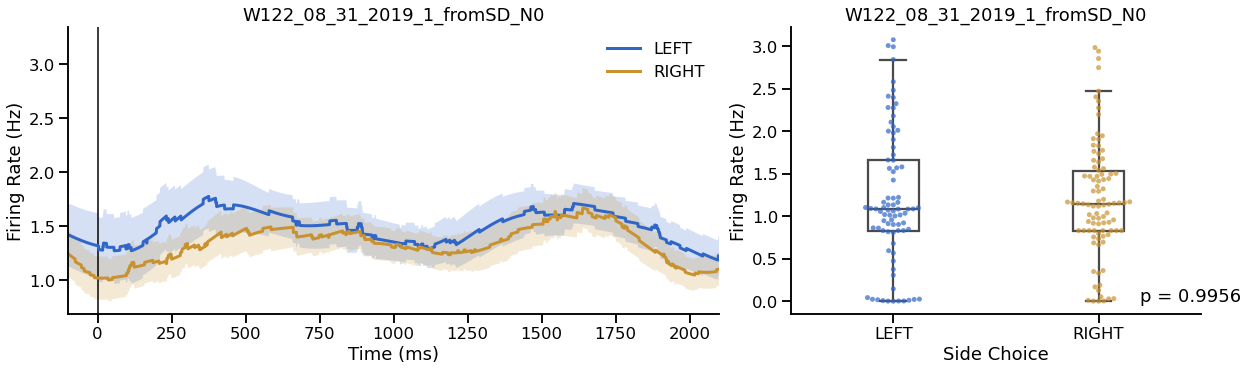 W122_08_31_2019_1_fromSD_N0
Firing Rate (Hz)
3.0
2.5
2.0
1.5
1.0
LEFT
RIGHT
0
250
500
750
1000
1250
1500
1750
2000
Time (ms)
W122_08_31_2019_1_fromSD_N0
Firing Rate (Hz)
3.0
2.5
2.0
1.5
1.0
0.5
0.0
p = 0.9956
LEFT
RIGHT
Side Choice